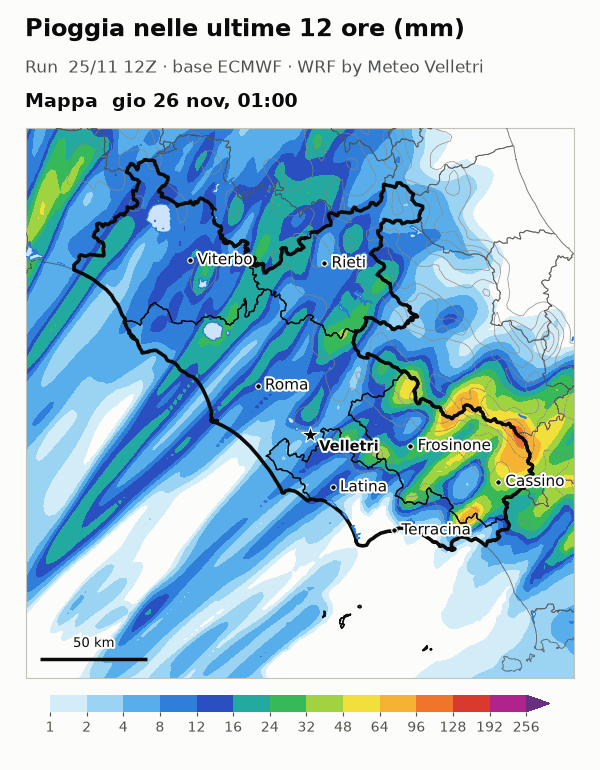 Pioggia nelle ultime 12 ore (mm)
Run  25/11 12Z · base ECMWF · WRF by Meteo Velletri
Mappa  gio 26 nov, 01:00
Viterbo
Rieti
Roma
Velletri
Frosinone
Cassino
Latina
Terracina
50 km
1 2 4 8 12 16 24 32 48 64 96 128 192 256